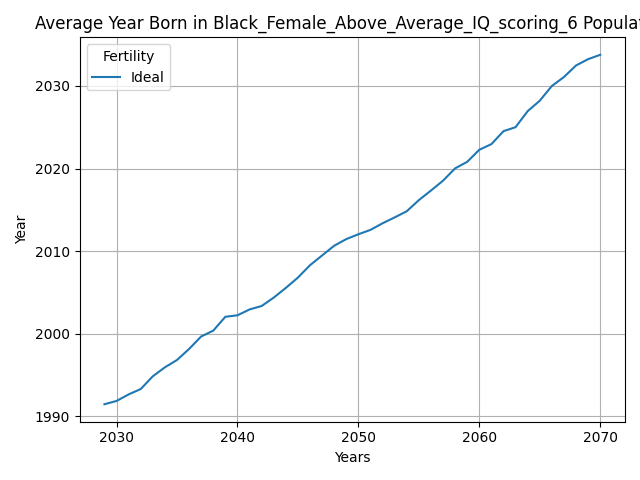 Average Year Born in Black_Female_Above_Average_IQ_scoring_6 Populat
Fertility
Ideal
Year
2030
2020
2010
2000
1990
2030 2040 2050 2060 2070
Years